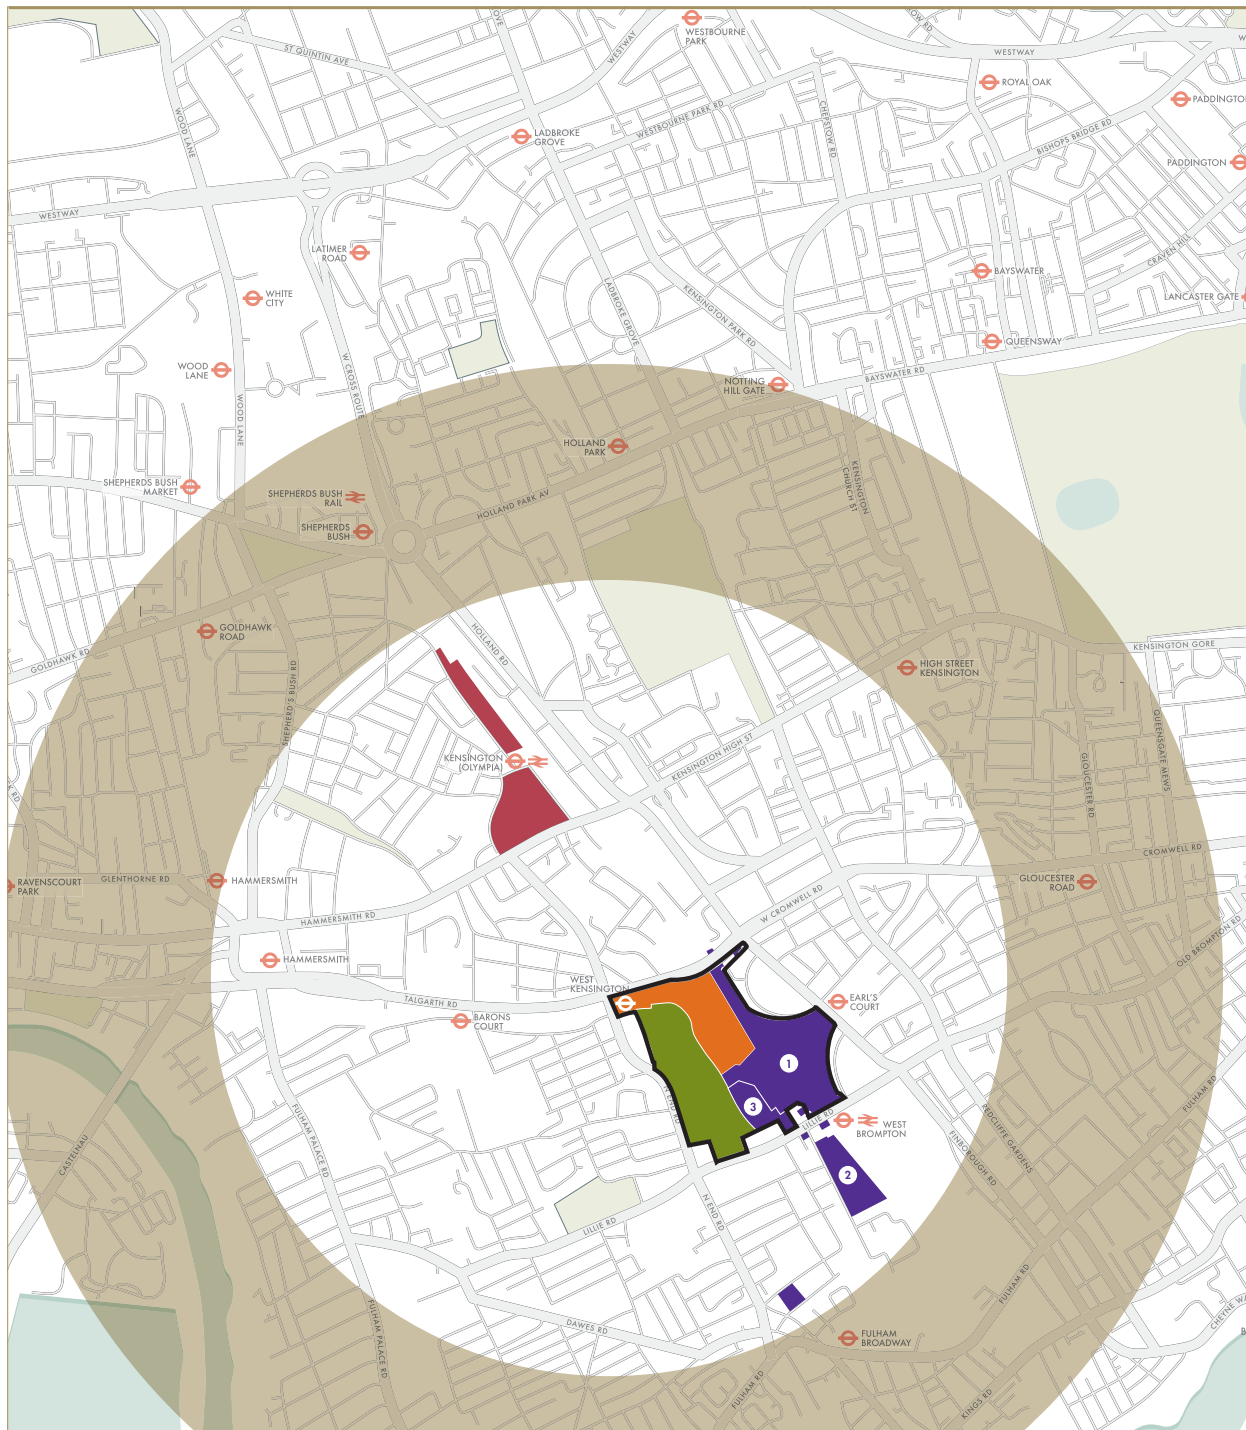 WESTBOURNE
PARK
WESTWAY
ST QUINTIN AVE
WESTWAY
ROYAL OAK
PADDINGTON
WOOD LANE
LADBROKE
GROVE
WESTBOURNE PARK RD
CHEPSTOW RD
BISHOPS BRIDGE RD
PADDINGTON
WESTWAY
LATIMER
ROAD
CRAVEN HILL
BAYSWATER
WHITE
CITY
LADBROKE GROVE
KENSINGTON PARK RD
LANCASTER GATE
QUEENSWAY
WOOD
LANE
W CROSS ROUTE
NOTTING
HILL GATE
BAYSWATER RD
WOOD LANE
HOLLAND
PARK
SHEPHERDS BUSH
MARKET
SHEPHERDS BUSH
RAIL
HOLLAND PARK AV
KENSINGTON
CHURCH ST
SHEPHERDS
BUSH
GOLDHAWK
ROAD
GOLDHAWK RD
HOLLAND RD
KENSINGTON GORE
HIGH STREET
KENSINGTON
SHEPHERD'S BUSH RD
QUEENSGATE MEWS
KENSINGTON
(OLYMPIA)
KENSINGTON HIGH ST
GLOUCESTER RD
K RD
CROMWELL RD
RAVENSCOURT
PARK
GLENTHORNE RD
HAMMERSMITH
GLOUCESTER
ROAD
HAMMERSMITH RD
W CROMWELL RD
OLD BROMPTON RD
HAMMERSMITH
WEST
KENSINGTON
TALGARTH RD
EARL'S
COURT
BARONS
COURT
1
N END RD
3
LILLIE RD
WEST
BROMPTON
FULHAM RD
REDCLIFFE GARDENS
FINBOROUGH RD
CASTELNAU
FULHAM PALACE RD
2
N END RD
LILLIE RD
FULHAM RD
CHEYNE WA
DAWES RD
FULHAM
BROADWAY
FULHAM PALACE RD
FULHAM RD
KINGS RD
B